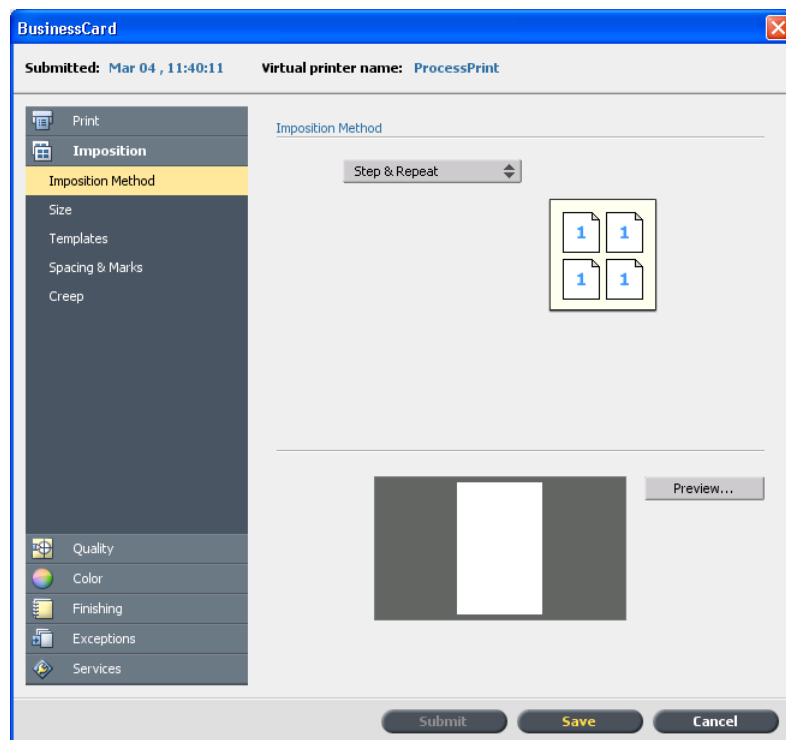 BusinessCard
Submitted: Mar 04 , 11:40:11 Virtual printer name: ProcessPrint
Print
Imposition
Imposition Method
Size
Templates
Spacing & Marks
Creep
Quality
Color
Finishing
Exceptions
Services
Imposition Method
Step & Repeat
1 1
1 1
Preview...
Submit Save Cancel